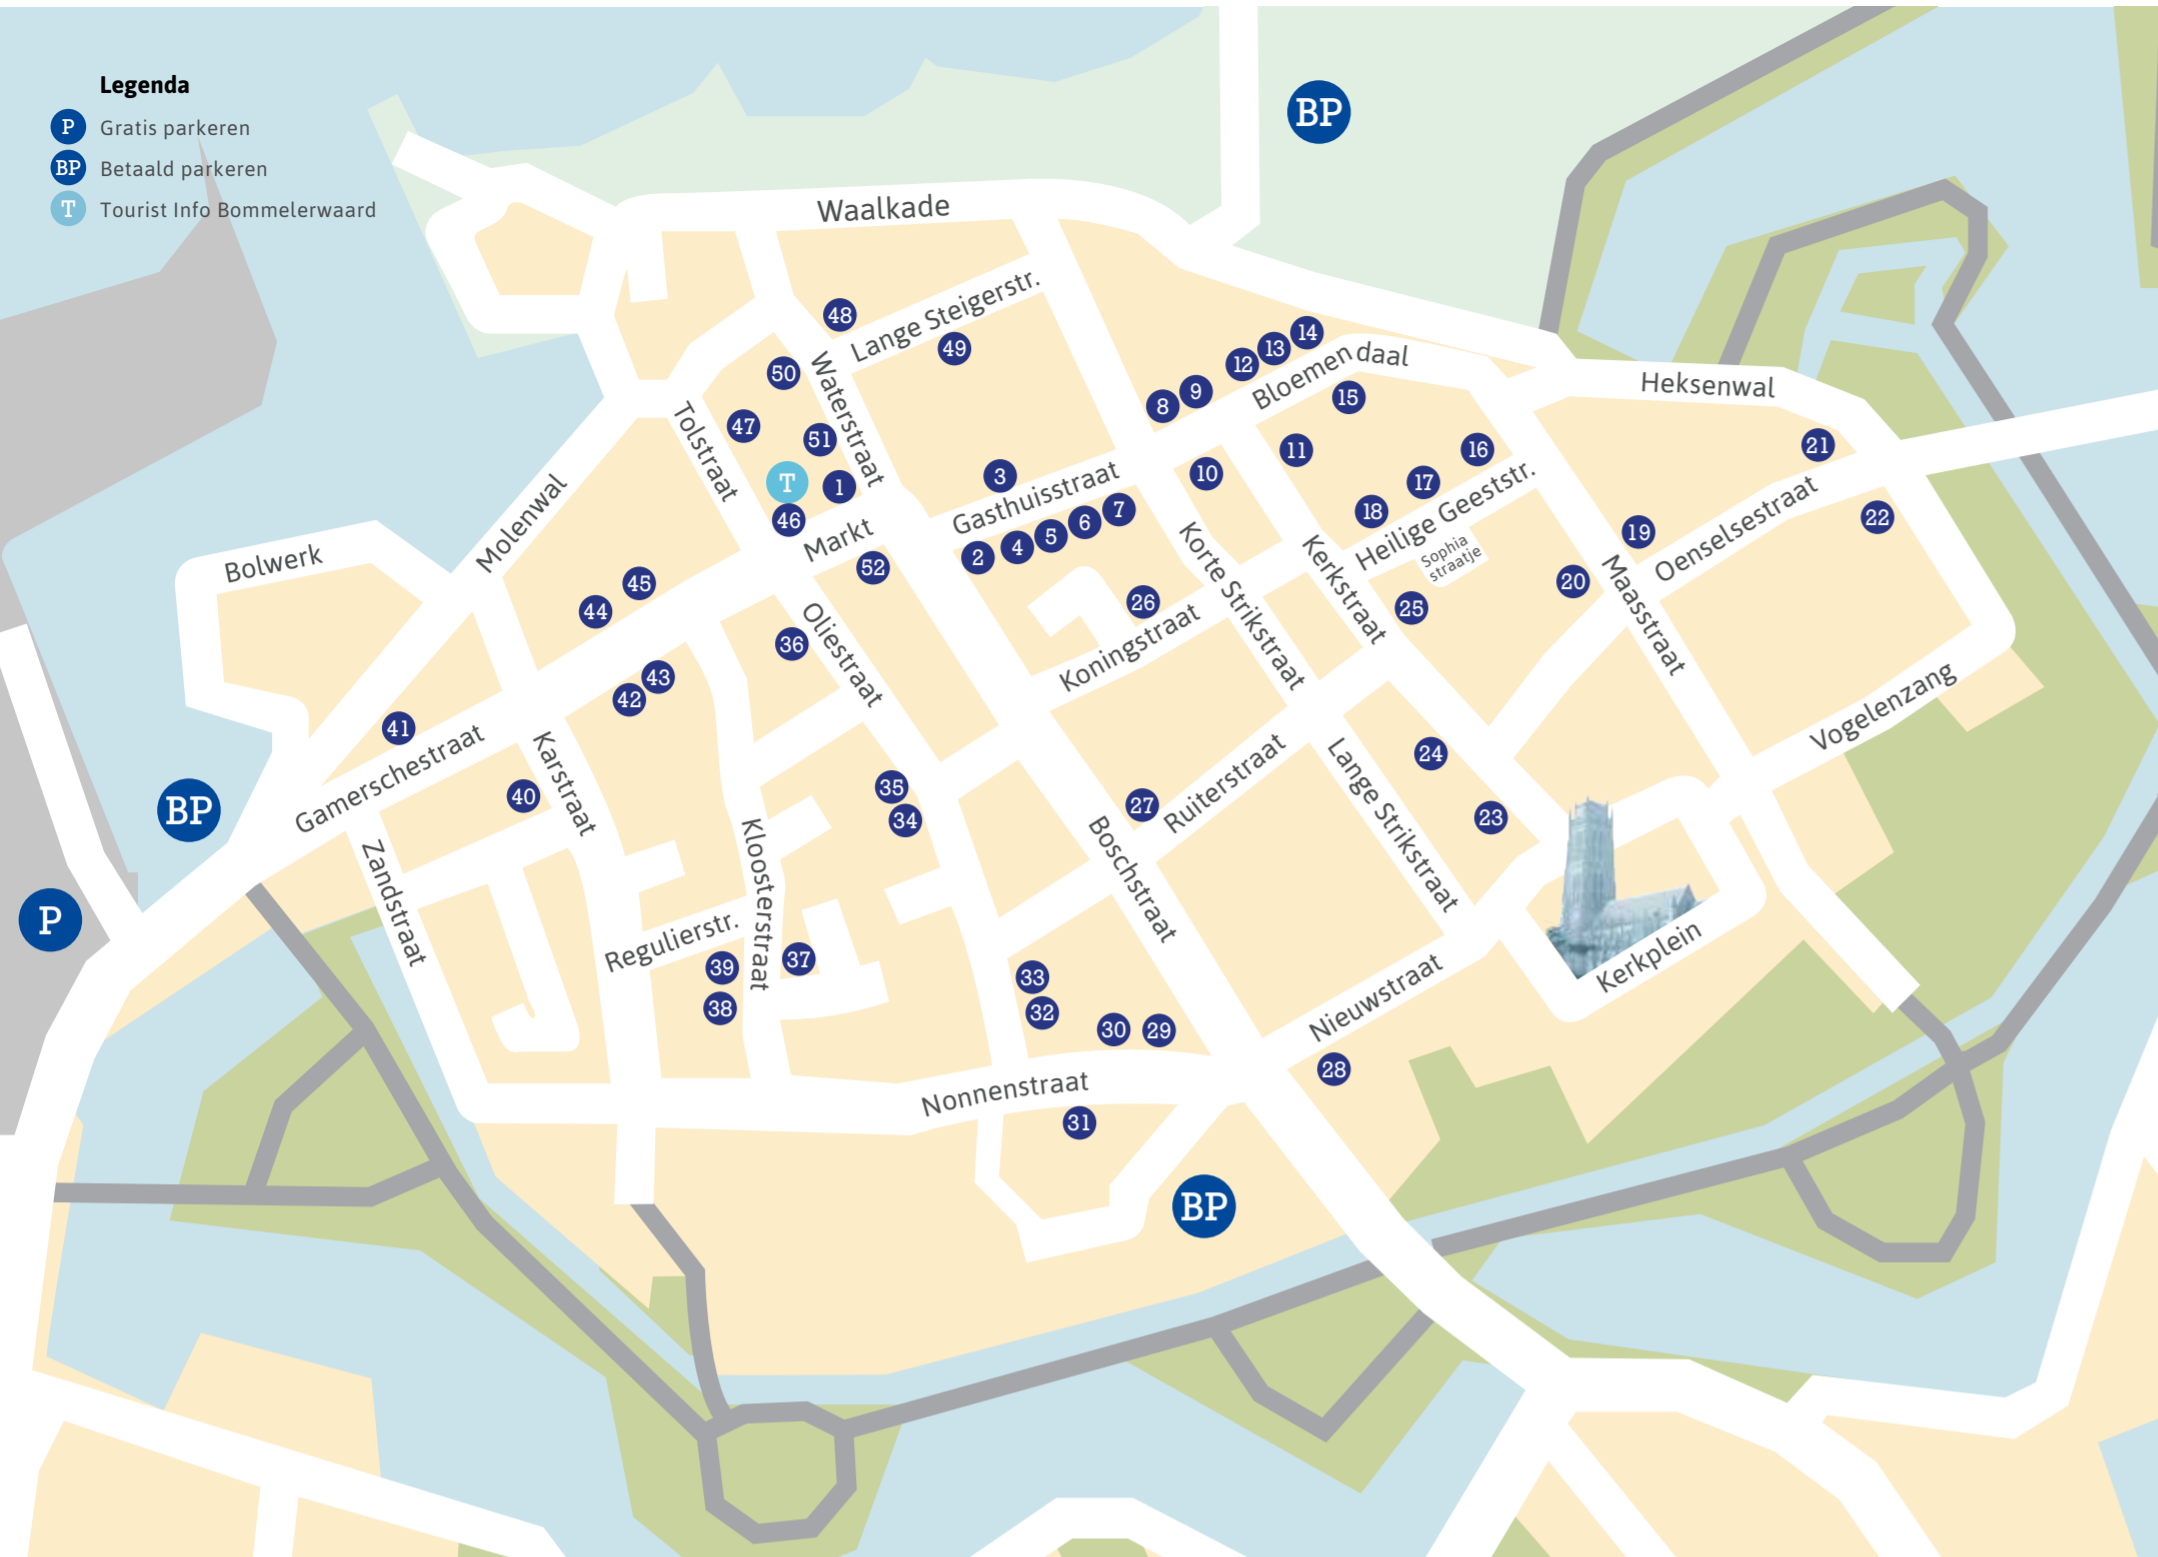 Legenda
P Gratis parkeren
BP Betaald parkeren
T Tourist Info Bommelerwaard
BP
Waalkade
Lange Steigerstr.
48
49
14
13
12
Bloemendaal
Heksenwal
50
Waterstraat
9
8
15
Tolstraat
47
51
11
16
21
T
1
3
Gasthuisstraat
10
17
Heilige Geeststr.
Oenselsestraat
46
Markt
7
6
5
4
2
18
19
22
Molenwal
Bolwerk
52
Korte Strikstraat
Kerkstraat
Sophia
straatje
45
44
20
Maasstraat
26
25
Koningstraat
36
Oliestraat
43
42
41
Gamerschestraat
Karstraat
Vogelenzang
BP
40
35
34
27
Ruiterstraat
24
Lange Strikstraat
23
Zandstraat
Kloosterstraat
Boschstraat
P
Regulierstr.
39
37
38
33
32
30
29
Nieuwstraat
Kerkplein
28
Nonnenstraat
31
BP